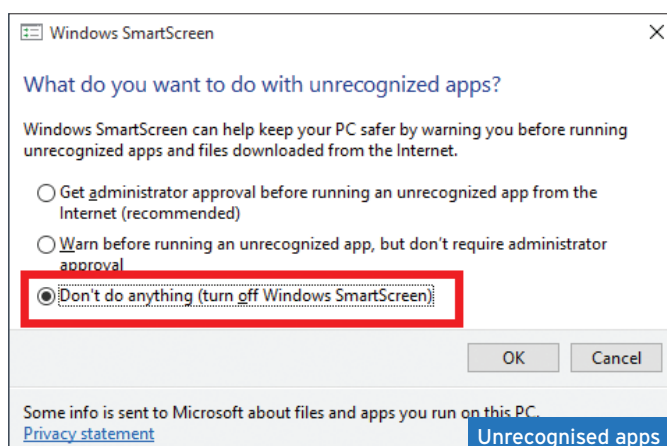 Windows SmartScreen
What do you want to do with unrecognized apps?
Windows SmartScreen can help keep your PC safer by warning you before running
unrecognized apps and files downloaded from the Internet.
Get administrator approval before running an unrecognized app from the
Internet (recommended)
Warn before running an unrecognized app, but don't require administrator
approval
Don't do anything (turn off Windows SmartScreen)
OK
Cancel
Some info is sent to Microsoft about files and apps you run on this PC.
Privacy statement
Unrecognised apps